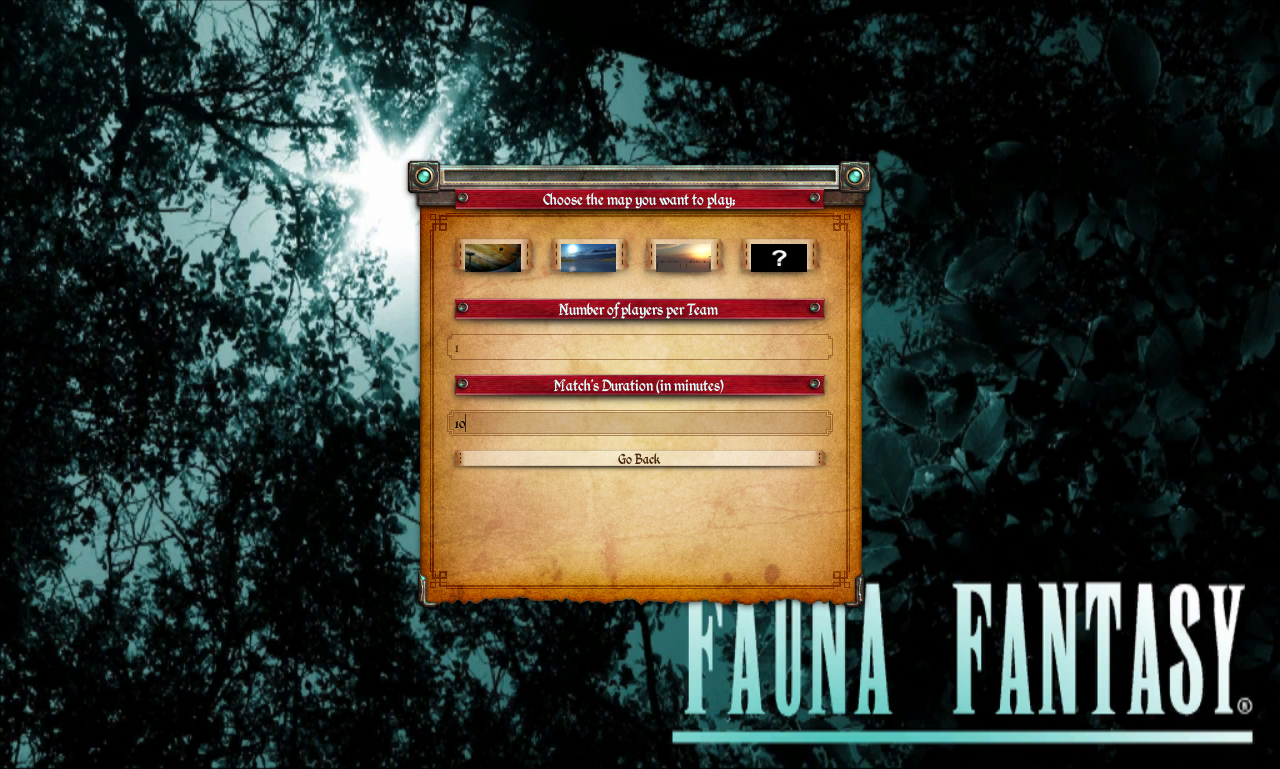 Choose the map you want to play:
?
Number of players per Team
1
Match's Duration (in minutes)
10
Go Back
FAUNA FANTASY®